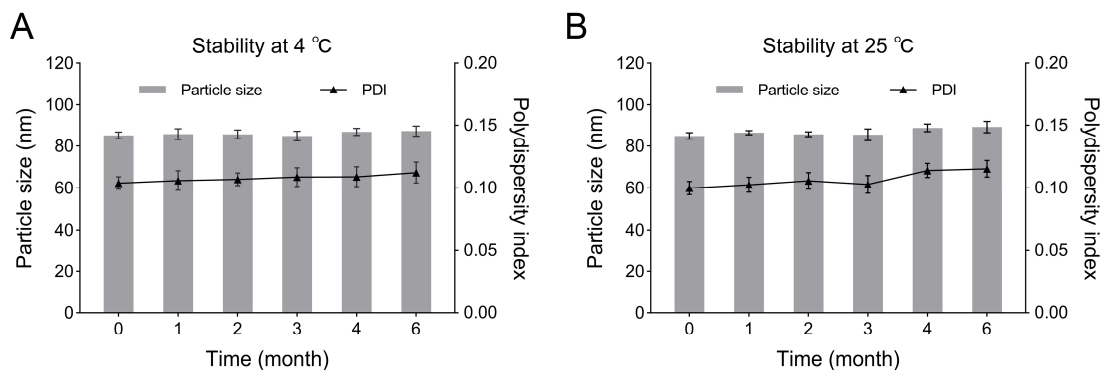 A
Stability at 4 ℃
Particle size
PDI
Particle size (nm)
120
100
80
60
40
20
0
0.20
0.15
0.10
0.05
0.00
Polydispersity index
0 1 2 3 4 6
Time (month)
B
Stability at 25 ℃
Particle size
PDI
Particle size (nm)
120
100
80
60
40
20
0
0.20
0.15
0.10
0.05
0.00
Polydispersity index
0 1 2 3 4 6
Time (month)